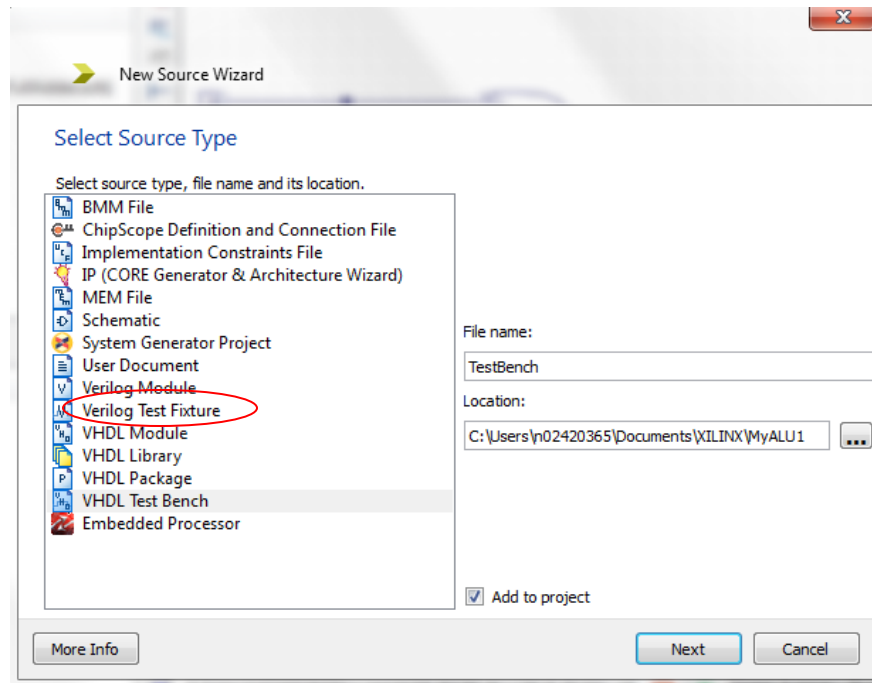 New Source Wizard
Select Source Type
Select source type, file name and its location.
BMM File
ChipScope Definition and Connection File
Implementation Constraints File
IP (CORE Generator & Architecture Wizard)
MEM File
Schematic
System Generator Project
User Document
Verilog Module
Verilog Test Fixture
VHDL Module
VHDL Library
VHDL Package
VHDL Test Bench
Embedded Processor
File name:
TestBench
Location:
C:\Users\n02420365\Documents\XILINX\MyALU1
...
Add to project
More Info
Next
Cancel